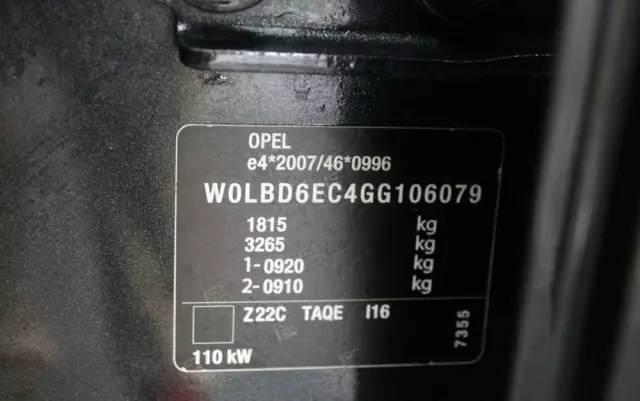 OPEL
e4*2007/46*0996
W0LBD6EC4GG106079
1815 kg
3265 kg
1-0920 kg
2-0910 kg
Z22C TAQE I16
7355
110 kW